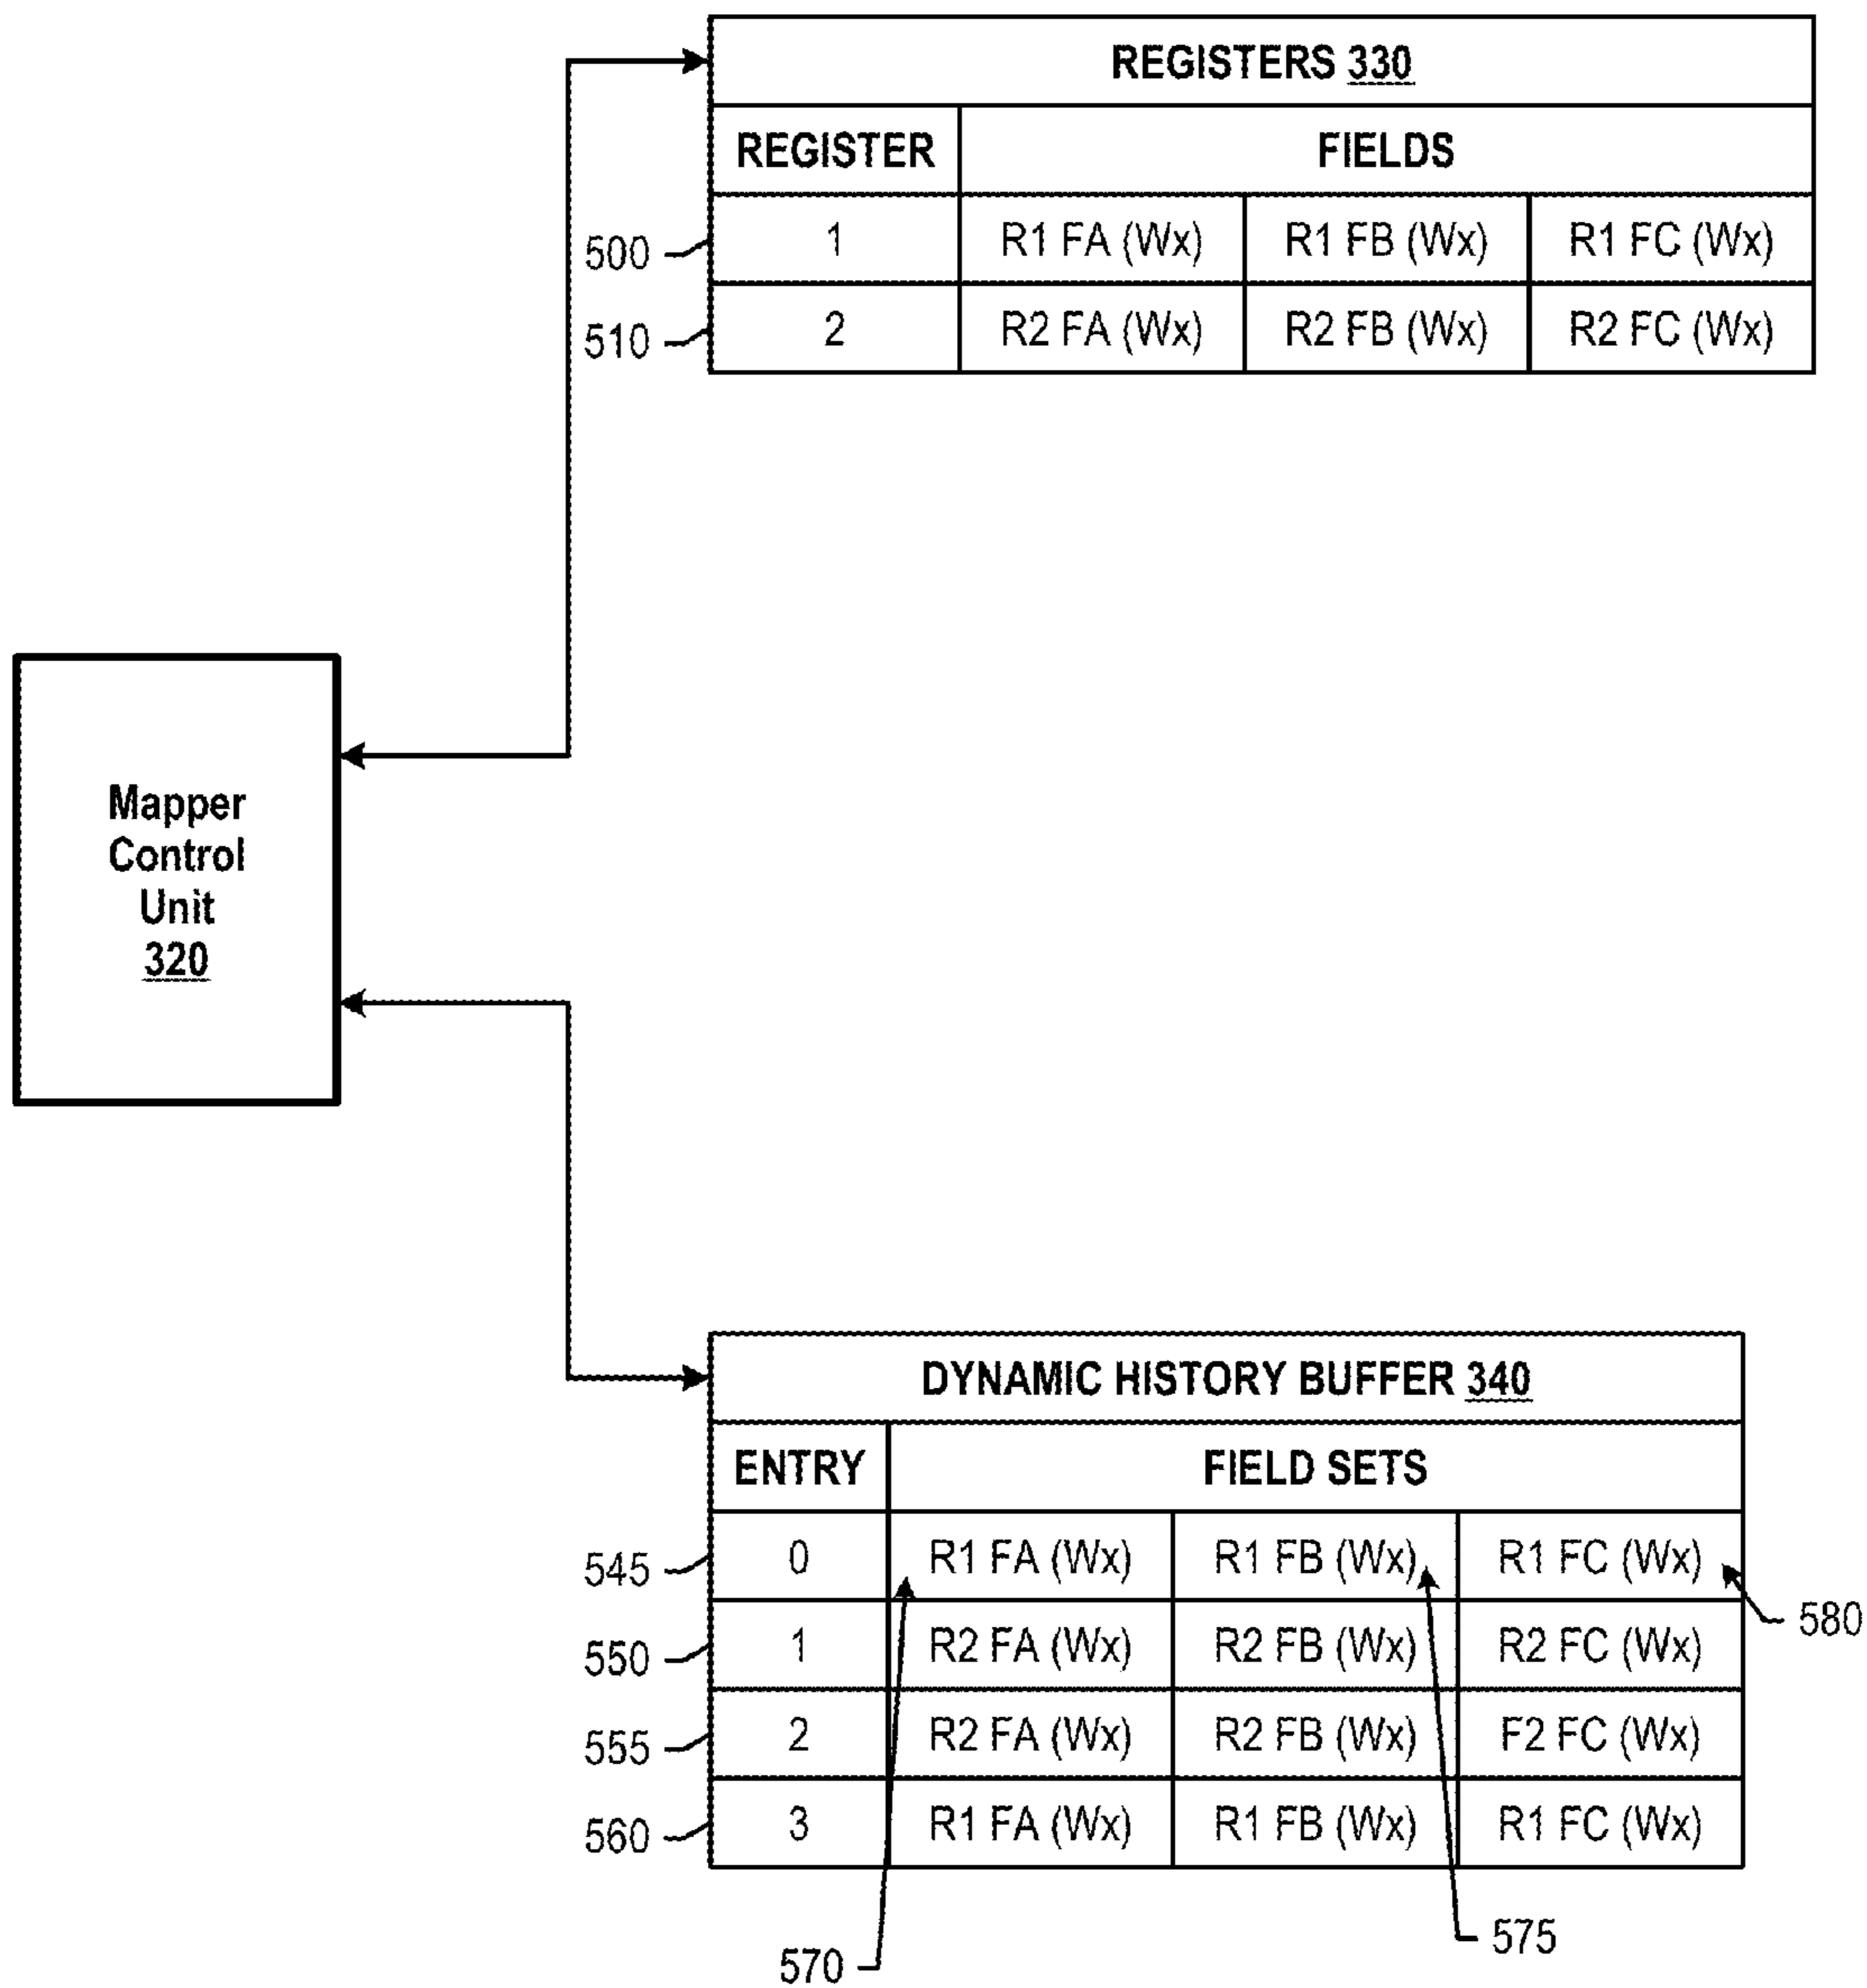 REGISTERS 330
REGISTER FIELDS
500 1 R1 FA (Wx) R1 FB (Wx) R1 FC (Wx)
510 2 R2 FA (Wx) R2 FB (Wx) R2 FC (Wx)
Mapper
Control
Unit
320
DYNAMIC HISTORY BUFFER 340
ENTRY FIELD SETS
545 0 R1 FA (Wx) R1 FB (Wx) R1 FC (Wx)
580
550 1 R2 FA (Wx) R2 FB (Wx) R2 FC (Wx)
555 2 R2 FA (Wx) R2 FB (Wx) F2 FC (Wx)
560 3 R1 FA (Wx) R1 FB (Wx) R1 FC (Wx)
575
570